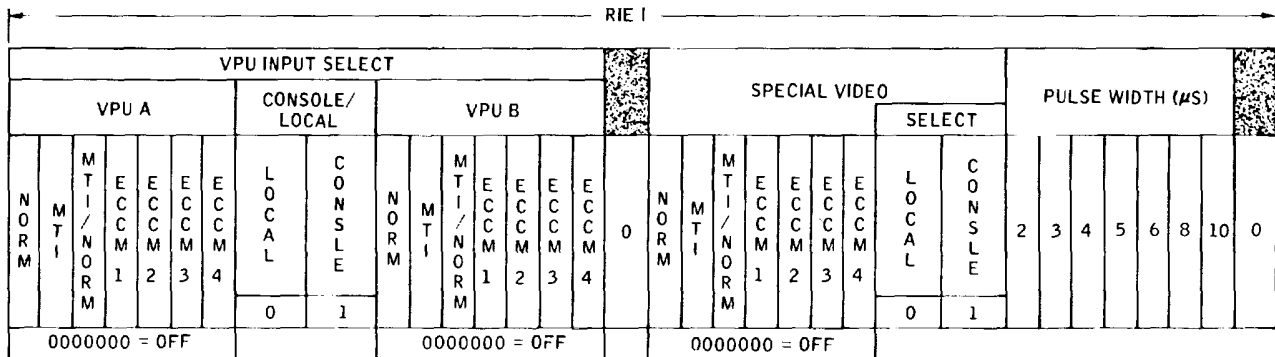 RIE I
VPU INPUT SELECT
VPU A
CONSOLE/
LOCAL
VPU B
SPECIAL VIDEO
SELECT
PULSE WIDTH (μS)
NORM
MTI
MTI/NORM
ECCM 1
ECCM 2
ECCM 3
ECCM 4
LOCAL
CONSLE
NORM
MTI
MTI/NORM
ECCM 1
ECCM 2
ECCM 3
ECCM 4
0
NORM
MTI
MTI/NORM
ECCM 1
ECCM 2
ECCM 3
ECCM 4
LOCAL
CONSLE
2 3 4 5 6 8 10 0
0 1
0 1
0000000 = OFF
0000000 = OFF
0000000 = OFF